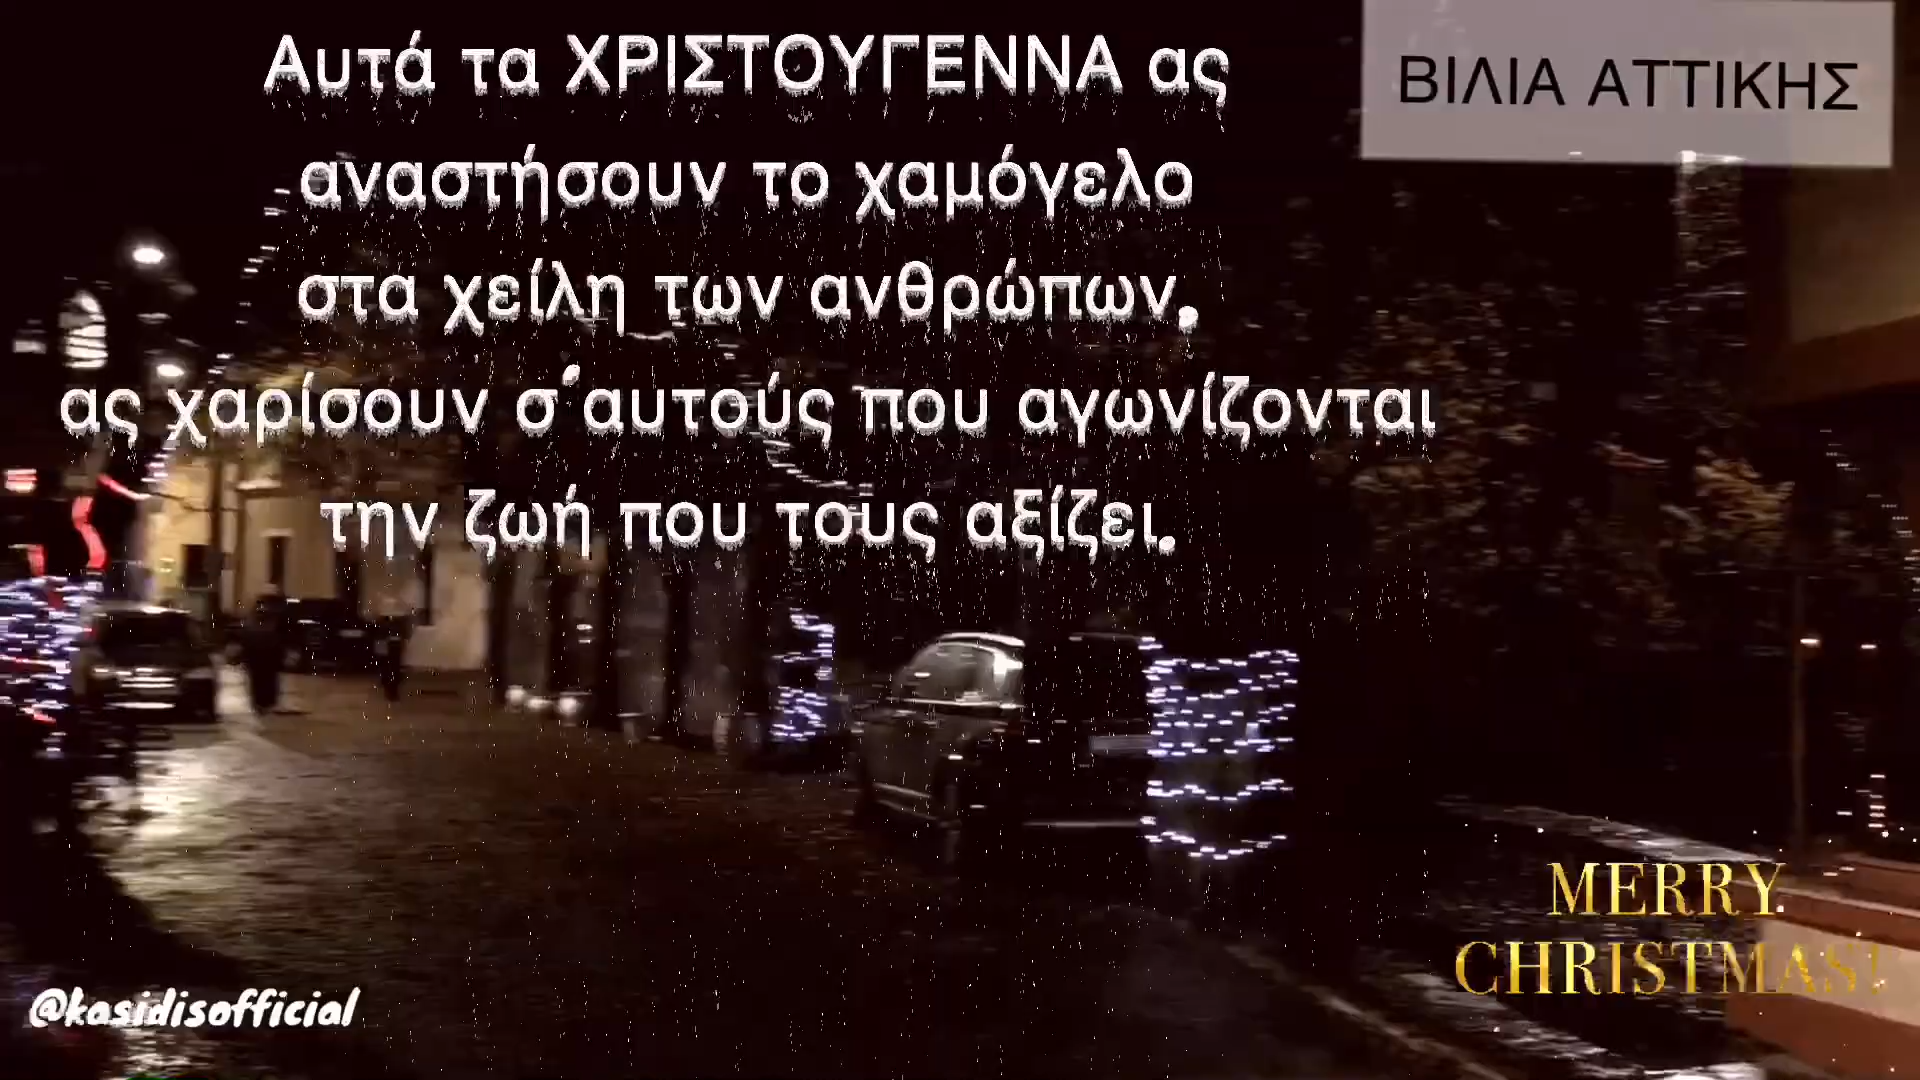 Αυτά τα ΧΡΙΣΤΟΥΓΕΝΝΑ ας
αναστήσουν το χαμόγελο
στα χείλη των ανθρώπων,
ας χαρίσουν σ'αυτούς που αγωνίζονται
την ζωή που τους αξίζει.
ΒΙΛΙΑ ΑΤΤΙΚΗΣ
MERRY
CHRISTMAS!
@kasidisofficial